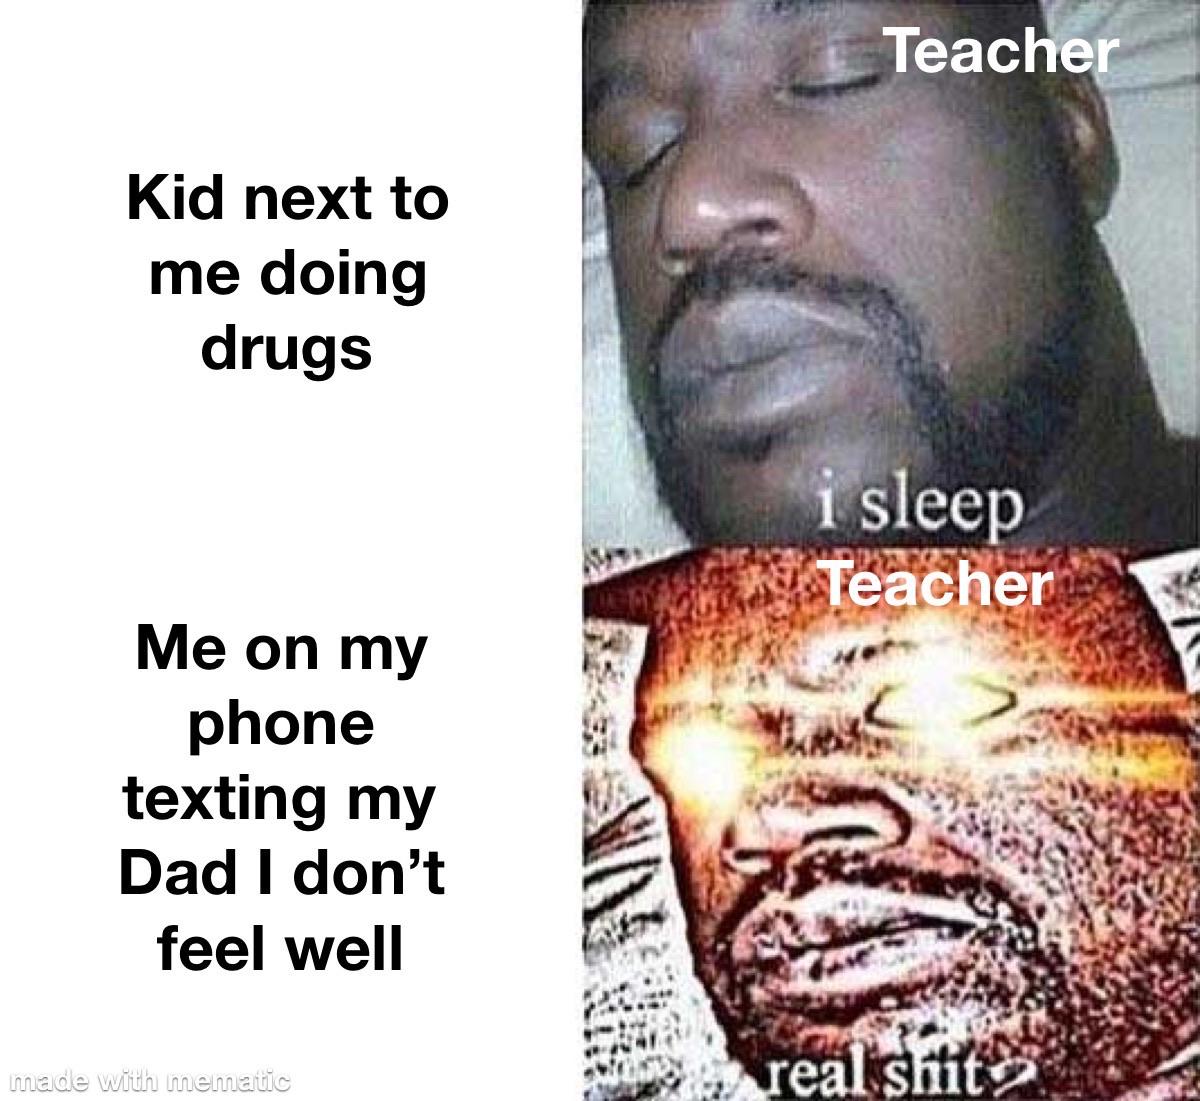 Teacher
Kid next to
me doing
drugs
i sleep
Teacher
Me on my
phone
texting my
Dad I don’t
feel well
real shit?
made with mematic